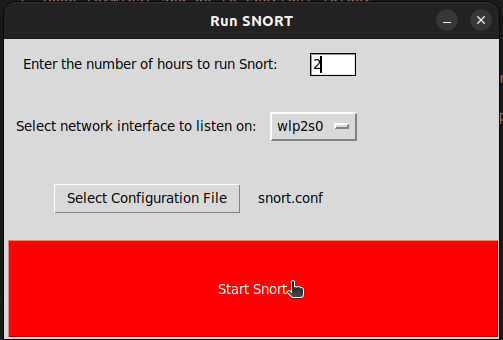 Run SNORT
Enter the number of hours to run Snort: 2
Select network interface to listen on: wlp2s0
Select Configuration File snort.conf
Start Snort